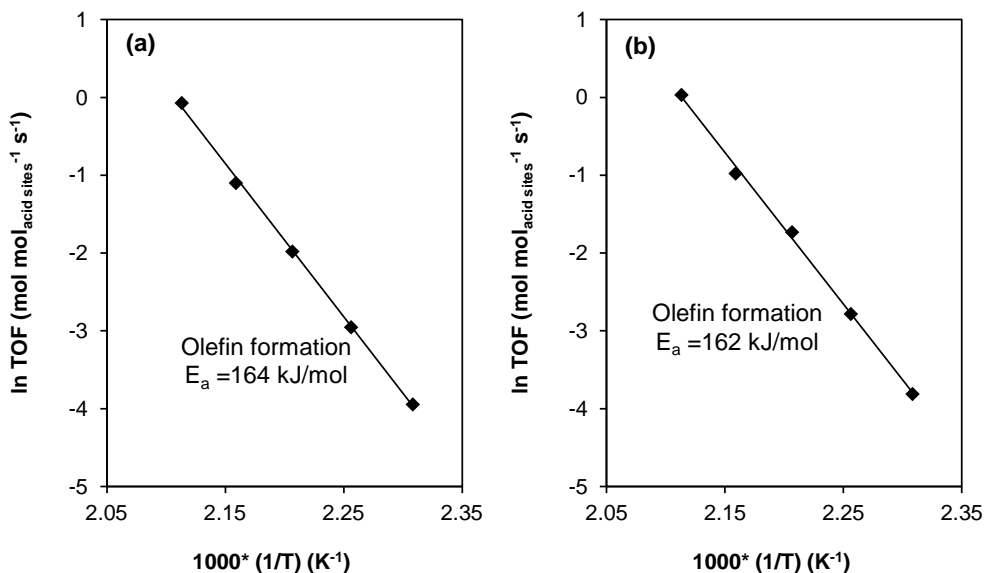 (a)
1
0
-1
-2
-3
-4
-5
ln TOF (mol mol_acid sites^-1 s^-1)
Olefin formation
E_a =164 kJ/mol
2.05 2.15 2.25 2.35
1000* (1/T) (K^-1)
(b)
1
0
-1
-2
-3
-4
-5
ln TOF (mol mol_acid sites^-1 s^-1)
Olefin formation
E_a =162 kJ/mol
2.05 2.15 2.25 2.35
1000* (1/T) (K^-1)